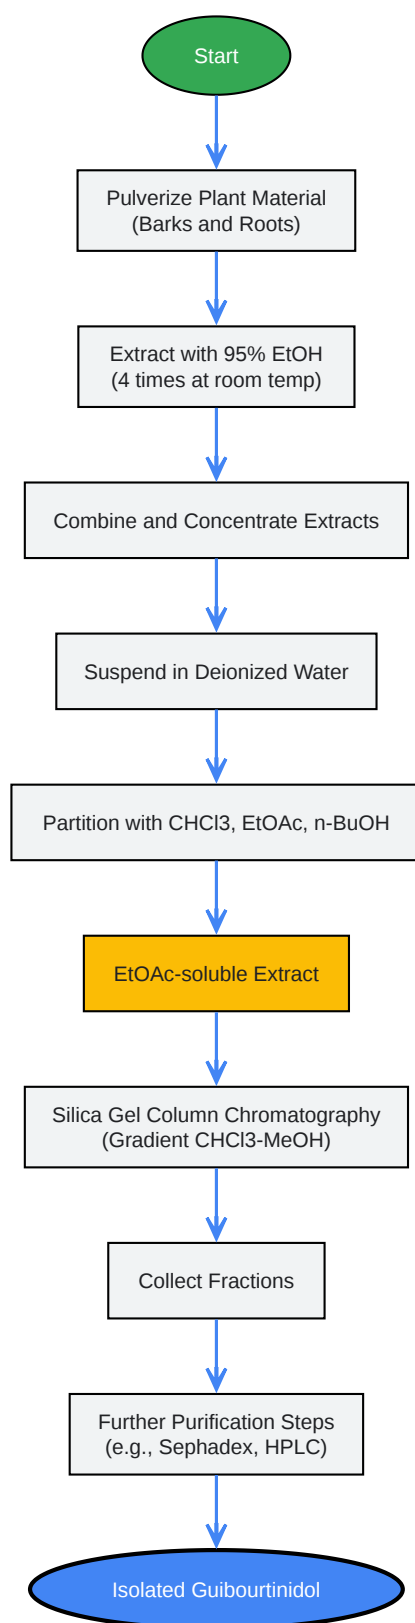 Start
Pulverize Plant Material
(Barks and Roots)
Extract with 95% EtOH
(4 times at room temp)
Combine and Concentrate Extracts
Suspend in Deionized Water
Partition with CHCl3, EtOAc, n-BuOH
EtOAc-soluble Extract
Silica Gel Column Chromatography
(Gradient CHCl3-MeOH)
Collect Fractions
Further Purification Steps
(e.g., Sephadex, HPLC)
Isolated Guibourtinidol